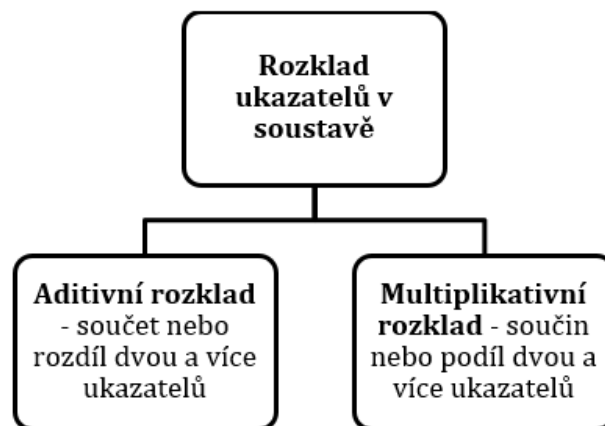 Rozklad
ukazatelů v
soustavě
Aditivní rozklad
- součet nebo
rozdíl dvou a více
ukazatelů
Multiplikativní
rozklad - součin
nebo podíl dvou a
více ukazatelů